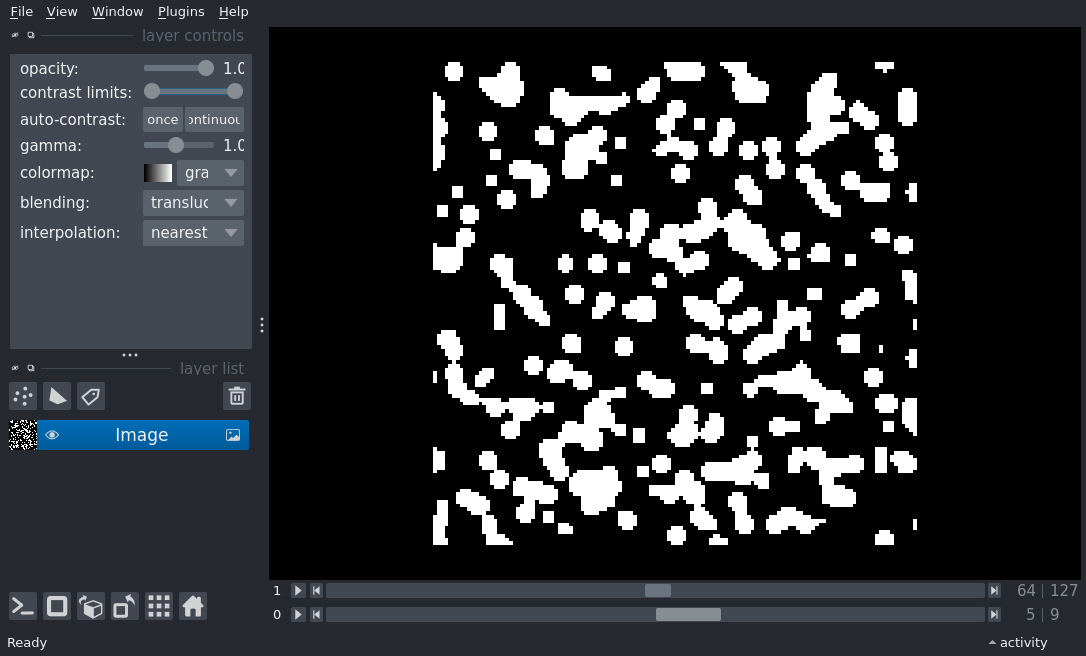 File View Window Plugins Help
layer controls
opacity: 1.0
contrast limits:
auto-contrast: once ontinuou
gamma: 1.0
colormap: gra
blending: transluc
interpolation: nearest
layer list
Image
1 64 | 127
0 5 | 9
Ready activity